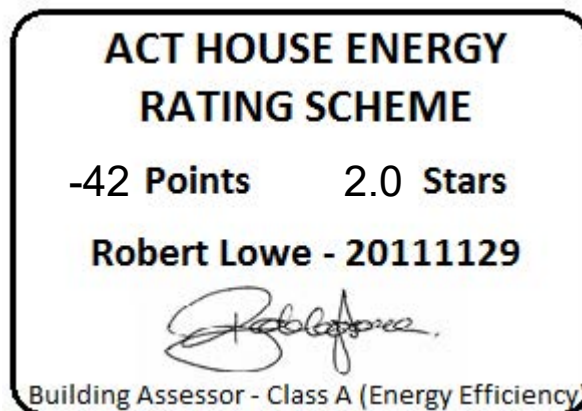 ACT HOUSE ENERGY
RATING SCHEME
-42 Points 2.0 Stars
Robert Lowe - 20111129
Building Assessor - Class A (Energy Efficiency)